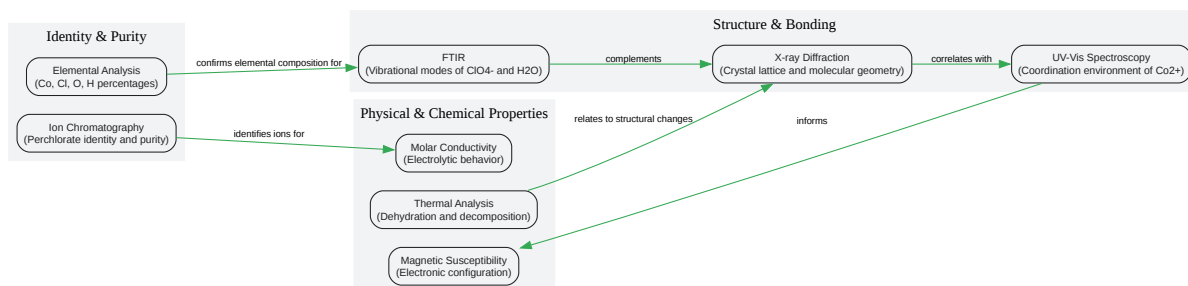 Identity & Purity
Elemental Analysis
(Co, Cl, O, H percentages)
Ion Chromatography
(Perchlorate identity and purity)
confirms elemental composition for
identifies ions for
Structure & Bonding
FTIR
(Vibrational modes of ClO4- and H2O)
complements
X-ray Diffraction
(Crystal lattice and molecular geometry)
correlates with
UV-Vis Spectroscopy
(Coordination environment of Co2+)
Physical & Chemical Properties
Molar Conductivity
(Electrolytic behavior)
Thermal Analysis
(Dehydration and decomposition)
Magnetic Susceptibility
(Electronic configuration)
relates to structural changes
informs